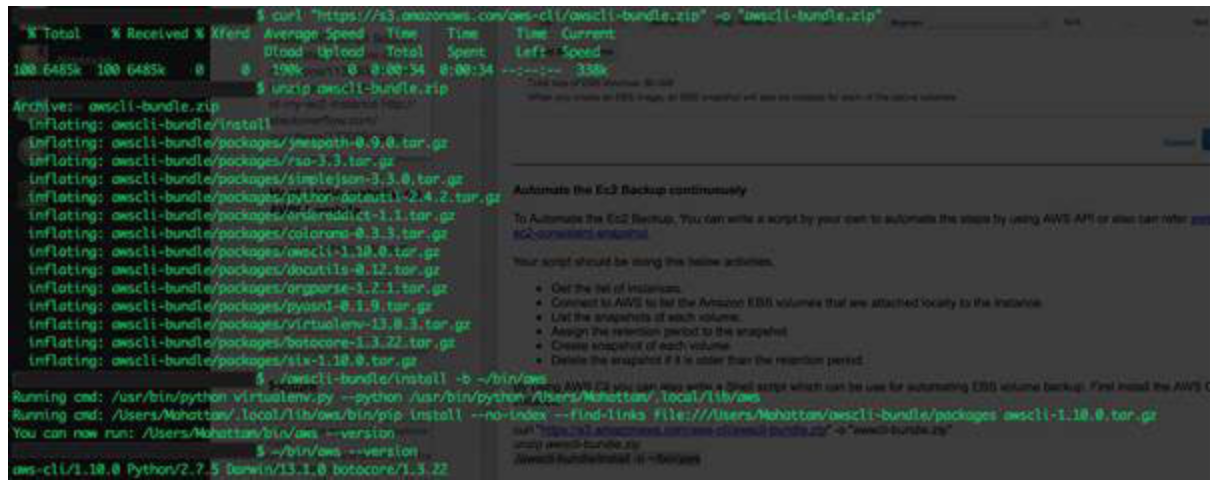 $ curl "https://s3.amazonaws.com/aws-cli/awscli-bundle.zip" -o "awscli-bundle.zip"
% Total % Received % Xferd Average Speed Time Time Time Current
Dload Upload Total Spent Left Speed
100 6485k 100 6485k 0 0 190k 0 0:00:34 0:00:34 --:--:-- 338k
$ unzip awscli-bundle.zip
Archive: awscli-bundle.zip
inflating: awscli-bundle/install
inflating: awscli-bundle/packages/jmespath-0.9.0.tar.gz
inflating: awscli-bundle/packages/rsa-3.3.tar.gz
inflating: awscli-bundle/packages/simplejson-3.3.0.tar.gz
inflating: awscli-bundle/packages/python-dateutil-2.4.2.tar.gz
inflating: awscli-bundle/packages/ordereddict-1.1.tar.gz
inflating: awscli-bundle/packages/colorama-0.3.3.tar.gz
inflating: awscli-bundle/packages/awscli-1.10.0.tar.gz
inflating: awscli-bundle/packages/docutils-0.12.tar.gz
inflating: awscli-bundle/packages/argparse-1.2.1.tar.gz
inflating: awscli-bundle/packages/pyasn1-0.1.9.tar.gz
inflating: awscli-bundle/packages/virtualenv-13.0.3.tar.gz
inflating: awscli-bundle/packages/botocore-1.3.22.tar.gz
inflating: awscli-bundle/packages/six-1.10.0.tar.gz
$ ./awscli-bundle/install -b ~/bin/aws
Running cmd: /usr/bin/python virtualenv.py --python /usr/bin/python /Users/Mahattam/.local/lib/aws
Running cmd: /Users/Mahattam/.local/lib/aws/bin/pip install --no-index --find-links file:///Users/Mahattam/awscli-bundle/packages awscli-1.10.0.tar.gz
You can now run: /Users/Mahattam/bin/aws --version
$ ~/bin/aws --version
aws-cli/1.10.0 Python/2.7.5 Darwin/13.1.0 botocore/1.3.22
Automate the Ec2 Backup continuously
To Automate the Ec2 Backup, You can write a script by your own to automate the steps by using AWS API or also can refer
ec2-consistent-snapshot
Your script should be doing this below activities.
Get the list of instances.
Connect to AWS to list the Amazon EBS volumes that are attached locally to the instance.
List the snapshots of each volume.
Assign the retention period to the snapshot
Create snapshot of each volume
Delete the snapshot if it is older than the retention period.
AWS Cli you can also write a Shell script which can be use for automating EBS volume backup. First install the AWS
curl "https://s3.amazonaws.com/aws-cli/awscli-bundle.zip" -o "awscli-bundle.zip"
unzip awscli-bundle.zip
./awscli-bundle/install -b ~/bin/aws